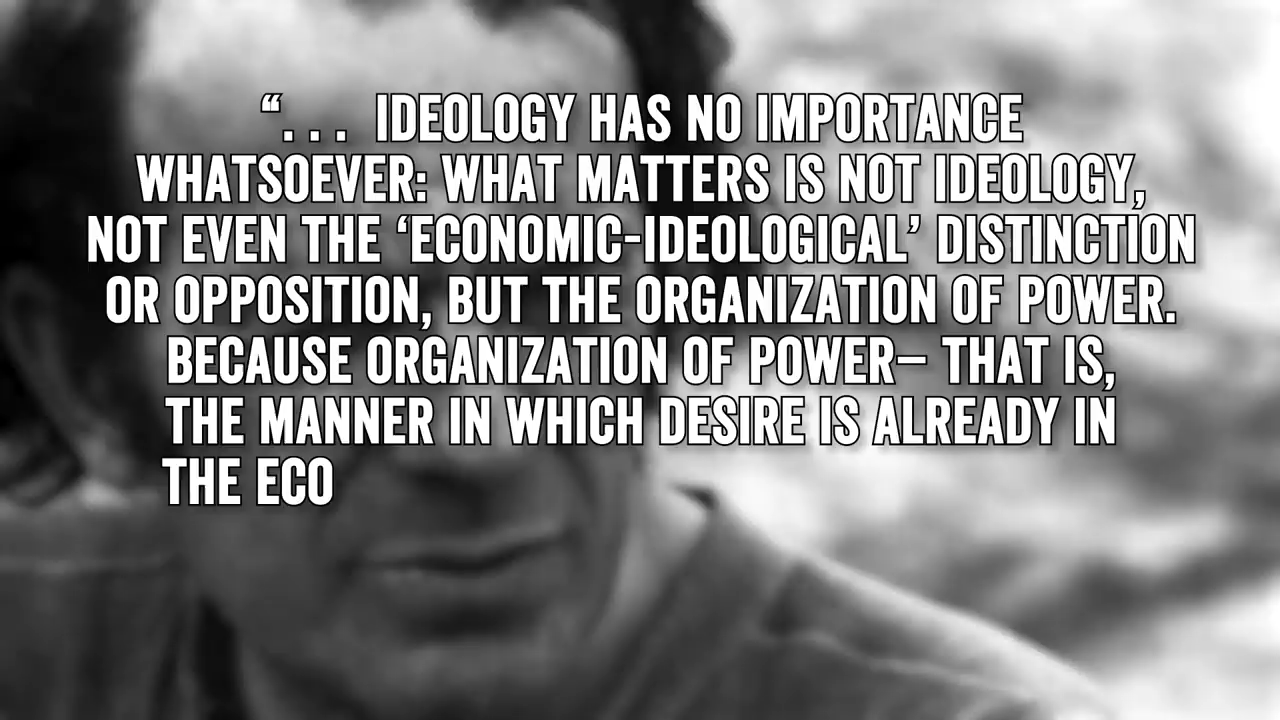 “. . . IDEOLOGY HAS NO IMPORTANCE
WHATSOEVER: WHAT MATTERS IS NOT IDEOLOGY,
NOT EVEN THE ‘ECONOMIC-IDEOLOGICAL’ DISTINCTION
OR OPPOSITION, BUT THE ORGANIZATION OF POWER.
BECAUSE ORGANIZATION OF POWER— THAT IS,
THE MANNER IN WHICH DESIRE IS ALREADY IN
THE ECO